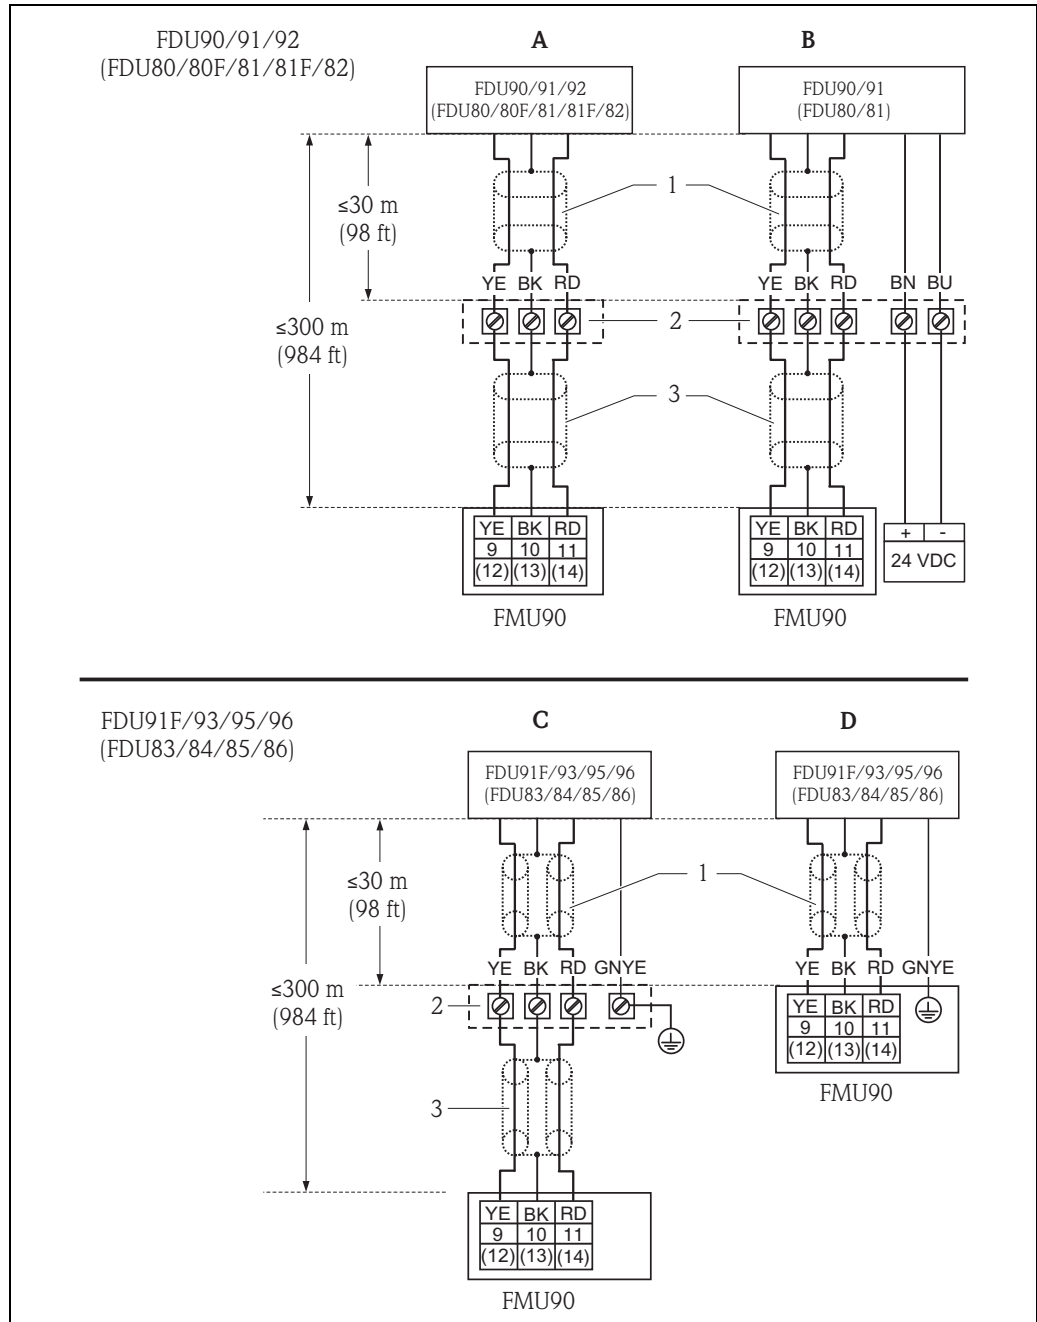 FDU90/91/92
(FDU80/80F/81/81F/82)
A
B
FDU90/91/92
(FDU80/80F/81/81F/82)
FDU90/91
(FDU80/81)
1
≤30 m
(98 ft)
YE BK RD
YE BK RD BN BU
≤300 m
(984 ft)
2
3
YE BK RD
9 10 11
(12) (13) (14)
FMU90
YE BK RD
9 10 11
(12) (13) (14)
FMU90
+ -
24 VDC
FDU91F/93/95/96
(FDU83/84/85/86)
C
D
FDU91F/93/95/96
(FDU83/84/85/86)
FDU91F/93/95/96
(FDU83/84/85/86)
1
≤30 m
(98 ft)
YE BK RD GNYE
YE BK RD GNYE
≤300 m
(984 ft)
2
YE BK RD
9 10 11
(12) (13) (14)
FMU90
3
YE BK RD
9 10 11
(12) (13) (14)
FMU90